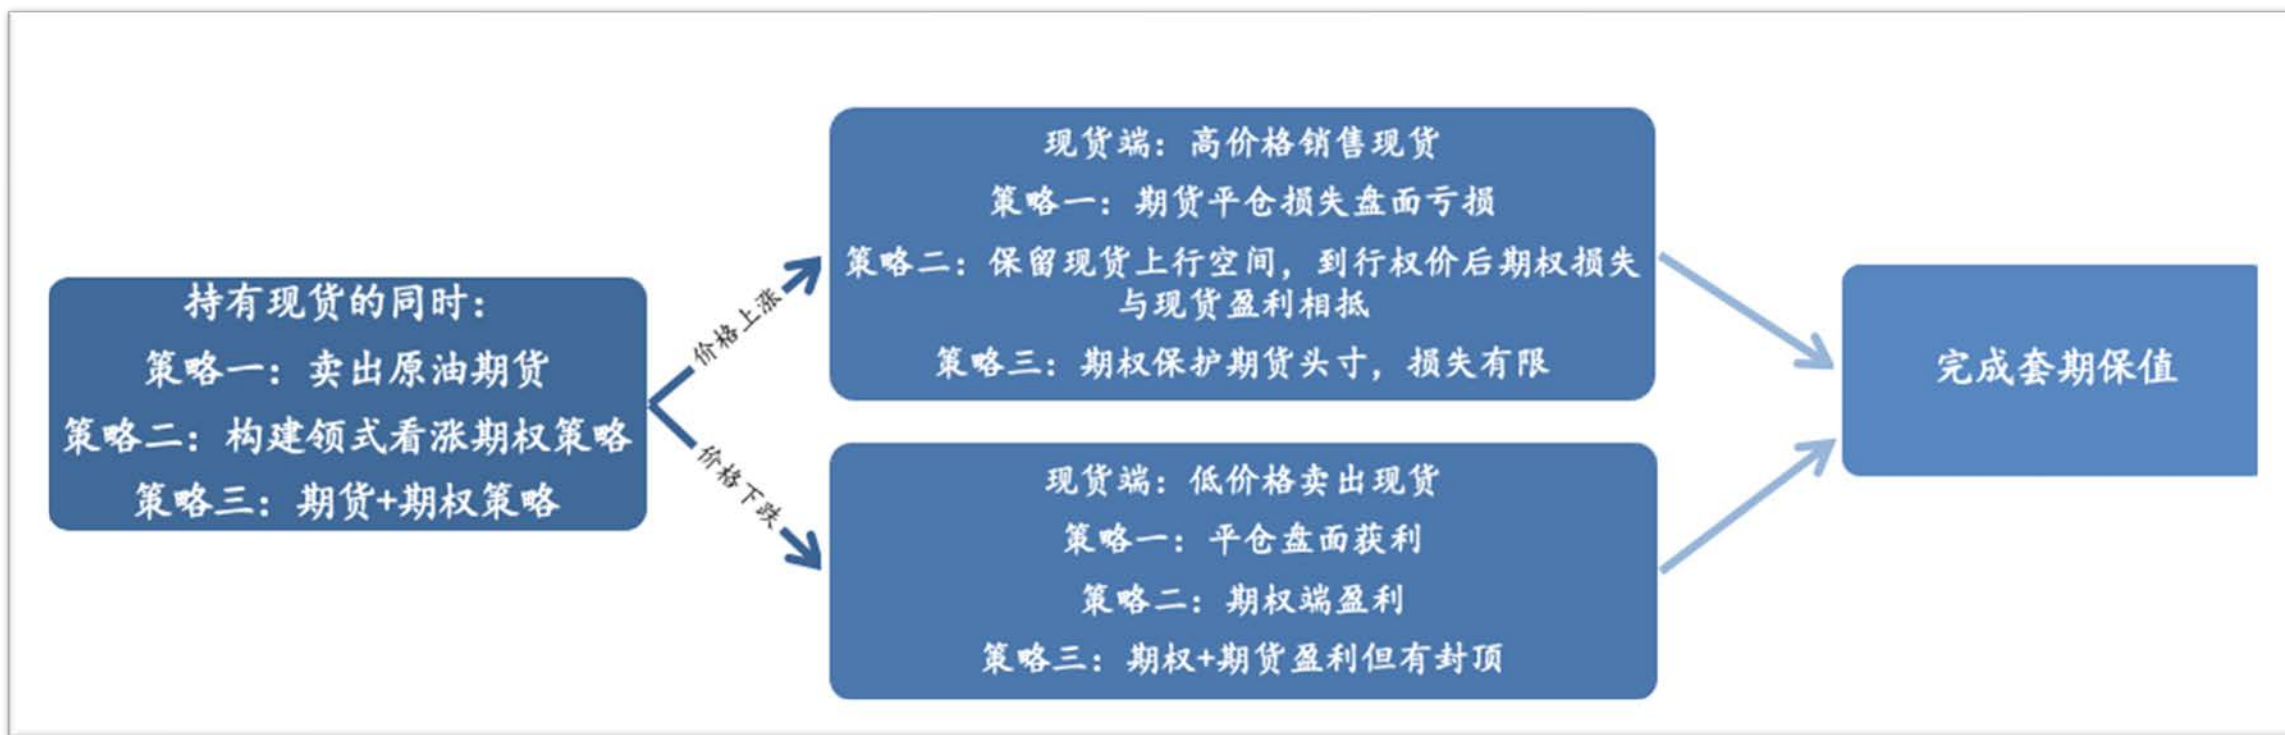 持有现货的同时：
策略一：卖出原油期货
策略二：构建领式看涨期权策略
策略三：期货+期权策略
价格上涨
价格下跌
现货端：高价格销售现货
策略一：期货平仓损失盘面亏损
策略二：保留现货上行空间，到行权价后期权损失
与现货盈利相抵
策略三：期权保护期货头寸，损失有限
现货端：低价格卖出现货
策略一：平仓盘面获利
策略二：期权端盈利
策略三：期权+期货盈利但有封顶
完成套期保值